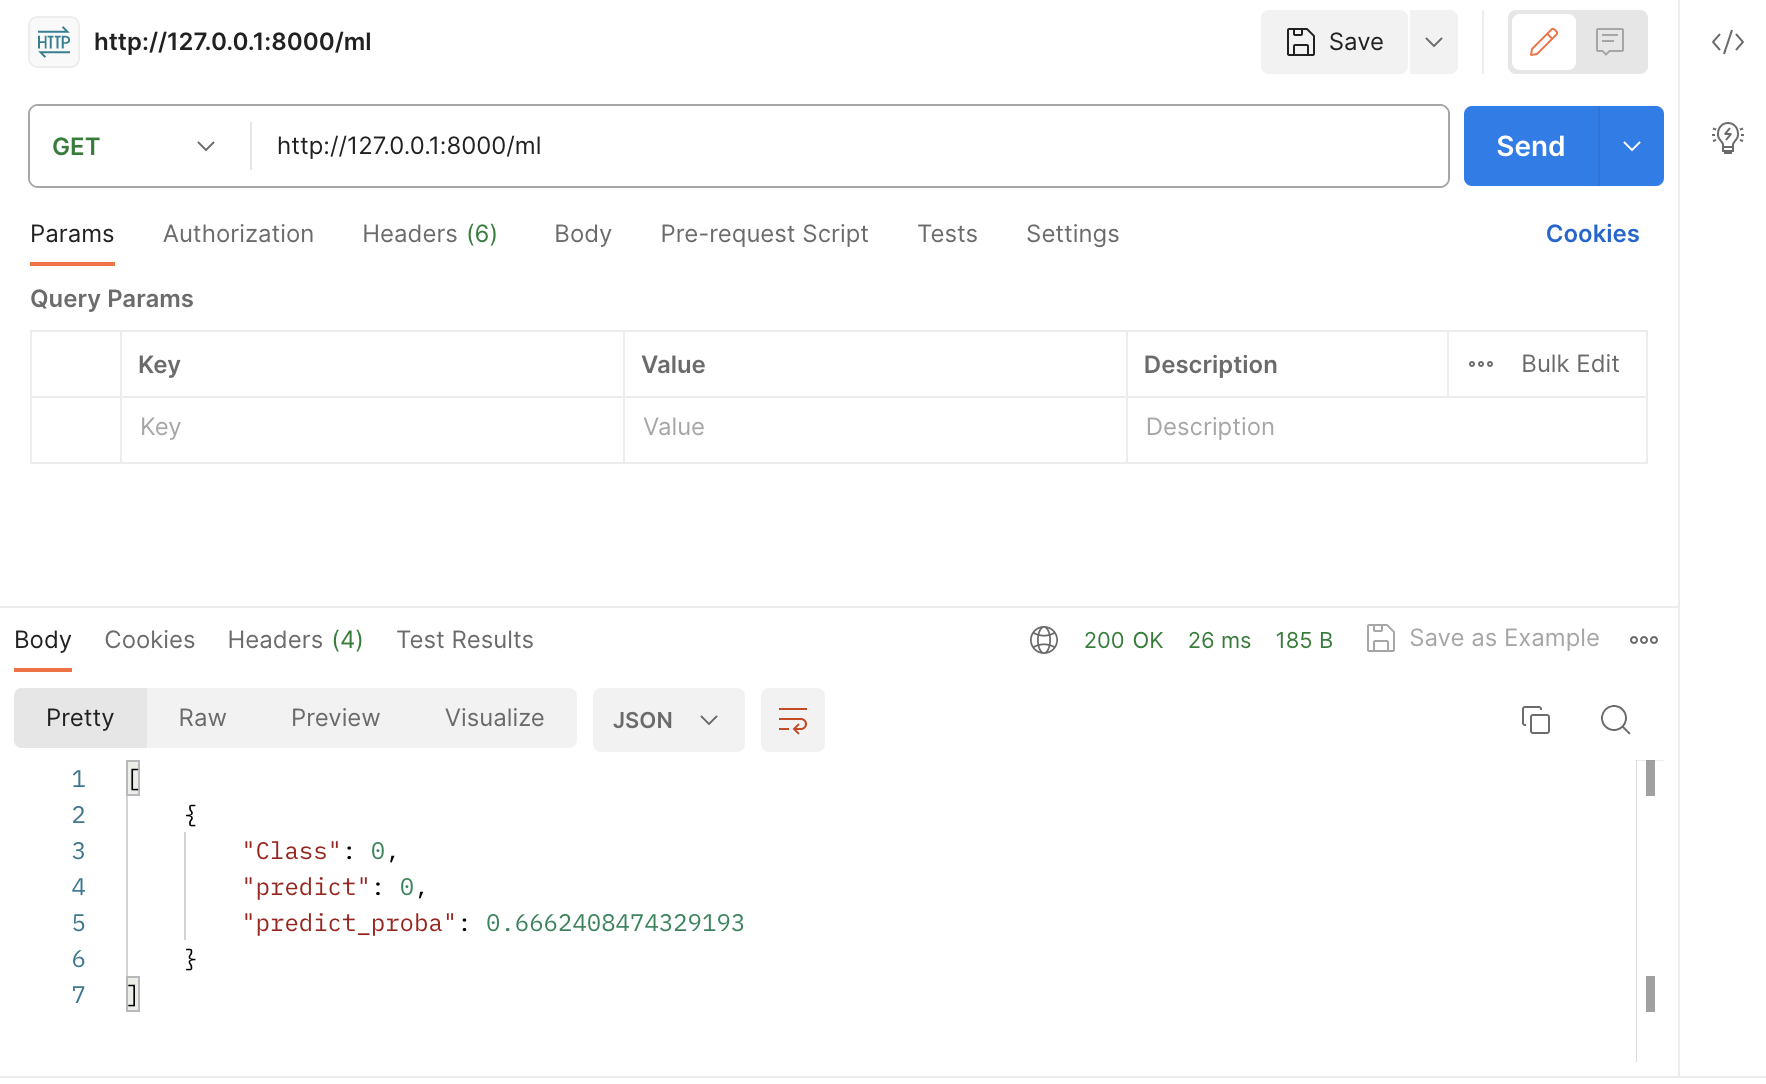 HTTP http://127.0.0.1:8000/ml Save
GET http://127.0.0.1:8000/ml Send
Params Authorization Headers (6) Body Pre-request Script Tests Settings Cookies
Query Params
Key Value Description Bulk Edit
Key Value Description
Body Cookies Headers (4) Test Results 200 OK 26 ms 185 B Save as Example
Pretty Raw Preview Visualize JSON
1 [
2 {
3 "Class": 0,
4 "predict": 0,
5 "predict_proba": 0.6662408474329193
6 }
7 ]